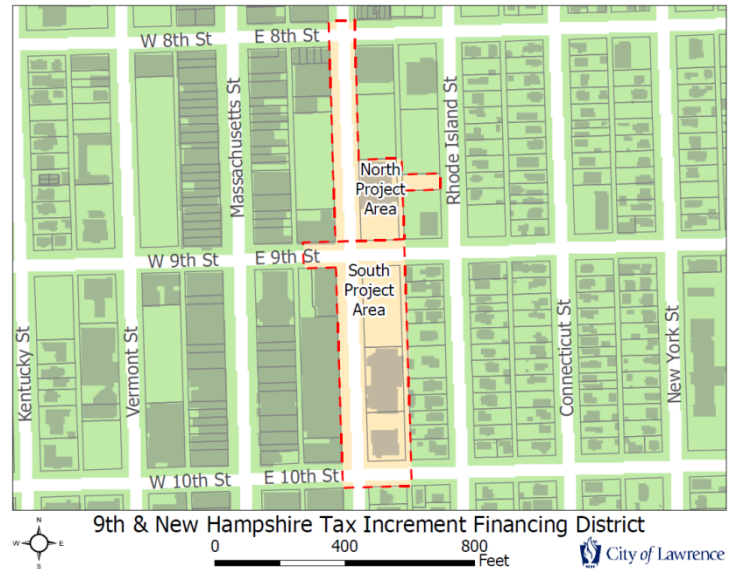 W 8th St
E 8th St
Massachusetts St
Rhode Island St
North
Project
Area
W 9th St
E 9th St
South
Project
Area
Kentucky St
Vermont St
Connecticut St
New York St
W 10th St
E 10th St
9th & New Hampshire Tax Increment Financing District
N
W
E
S
0
400
800
Feet
City of Lawrence